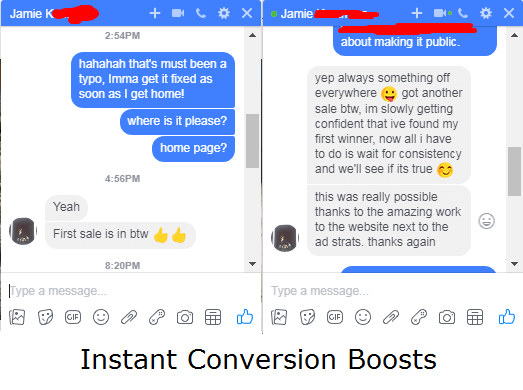 Jamie K
2:54PM
hahahah that's must been a
typo, Imma get it fixed as
soon as I get home!
where is it please?
home page?
4:56PM
Yeah
First sale is in btw 👍👍
8:20PM
Type a message...
GIF
Jamie
about making it public.
yep always something off
everywhere 😜 got another
sale btw, im slowly getting
confident that ive found my
first winner, now all i have
to do is wait for consistency
and we'll see if its true 😊
this was really possible
thanks to the amazing work
to the website next to the
ad strats. thanks again
Type a message...
GIF
Instant Conversion Boosts